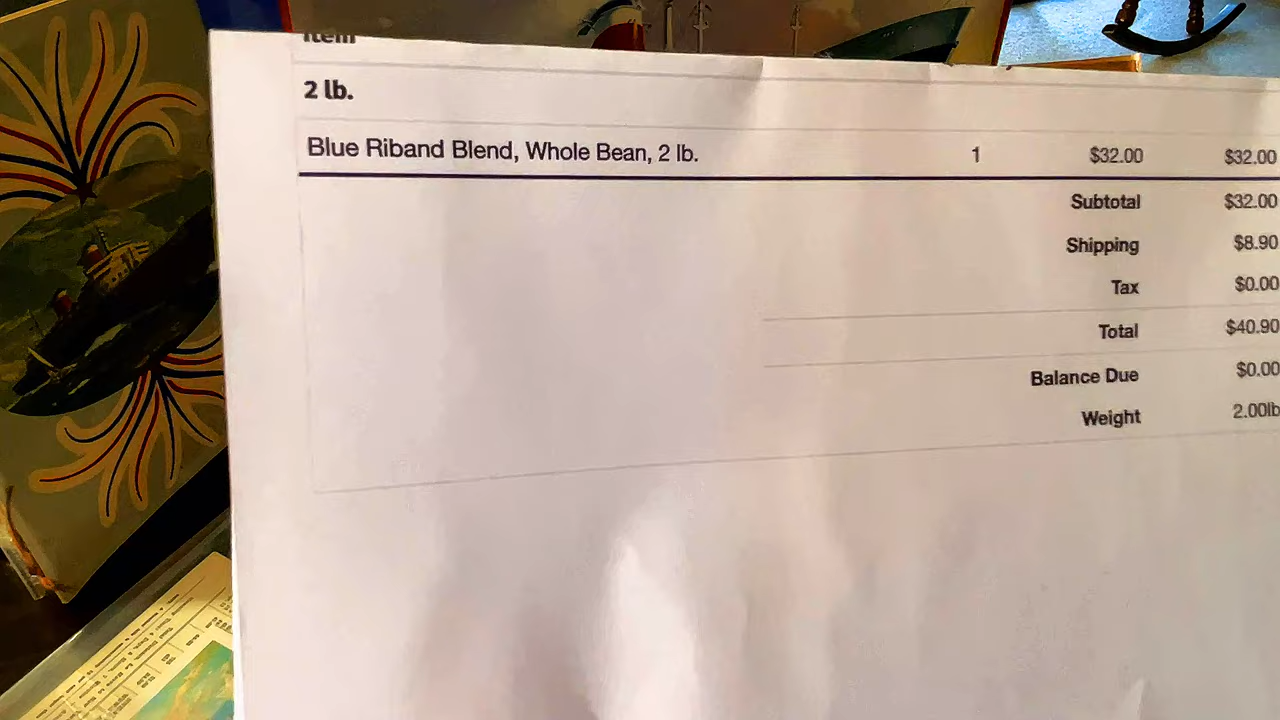 Item
2 lb.
Blue Riband Blend, Whole Bean, 2 lb. 1 $32.00 $32.00
Subtotal $32.00
Shipping $8.90
Tax $0.00
Total $40.90
Balance Due $0.00
Weight 2.00lb